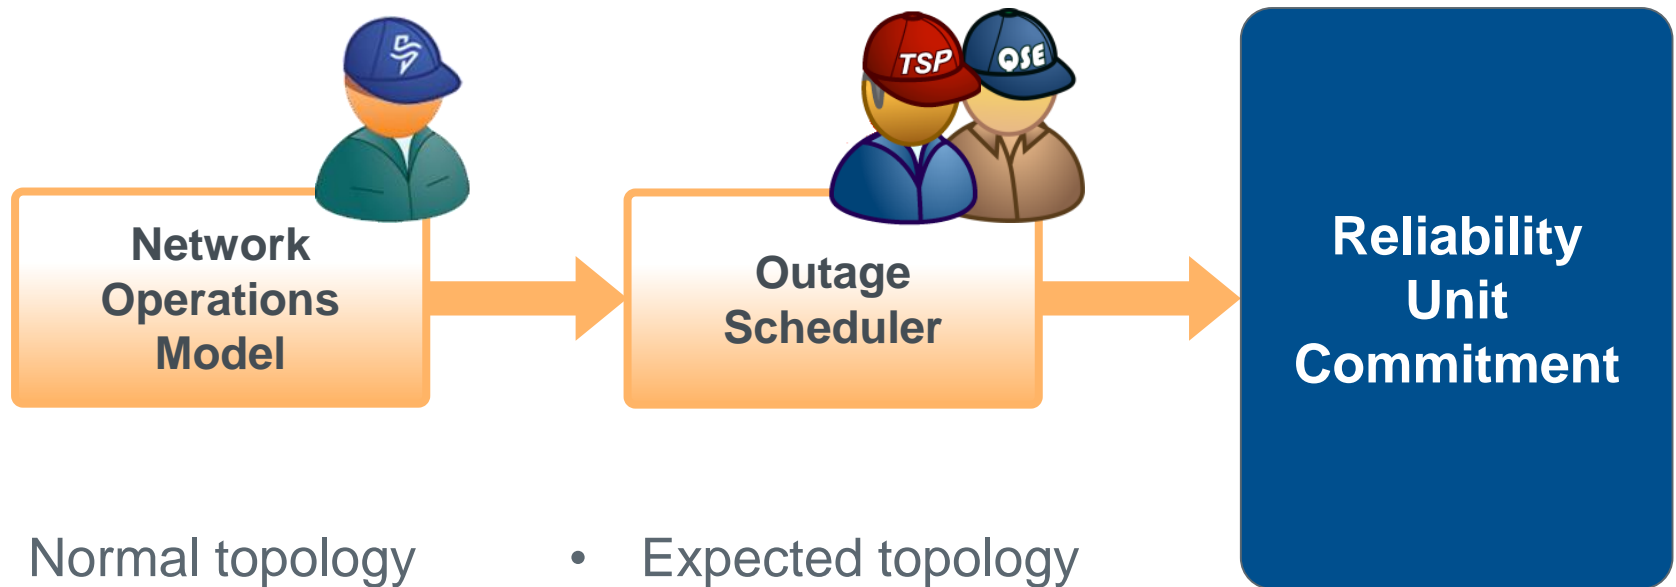 TSP
QSE
Network
Operations
Model
Outage
Scheduler
Reliability
Unit
Commitment
Normal topology
• Expected topology